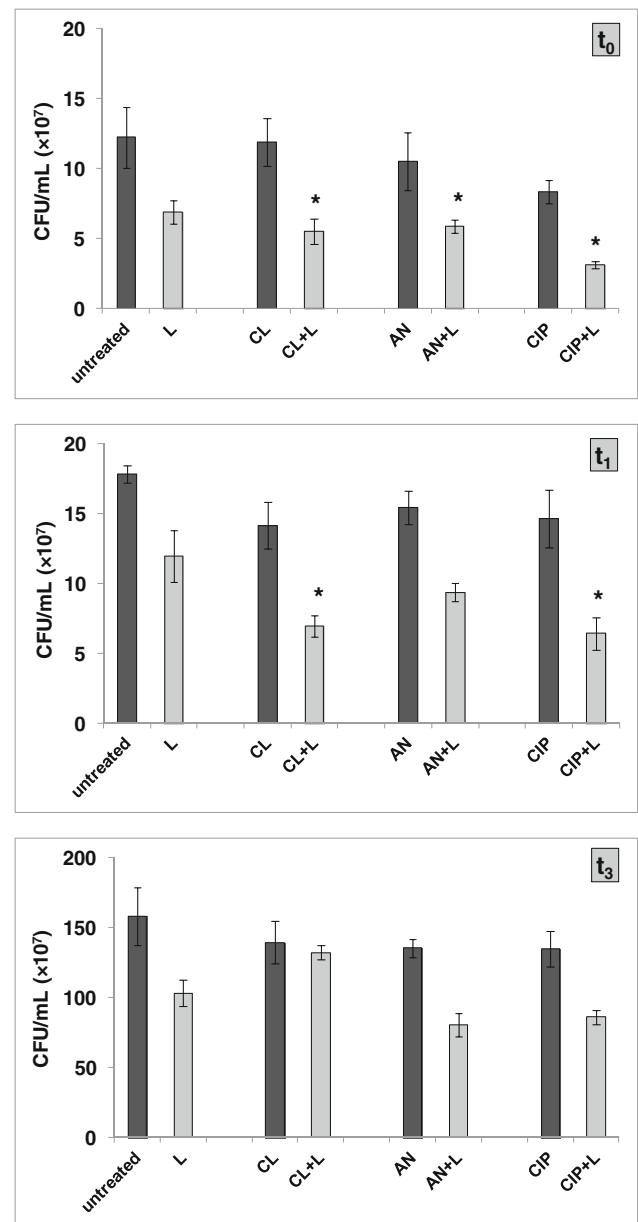 t0
CFU/mL (×10⁷)
20
15
10
5
0
* * *
untreated L CL CL+L AN AN+L CIP CIP+L
t1
CFU/mL (×10⁷)
20
15
10
5
0
* *
untreated L CL CL+L AN AN+L CIP CIP+L
t3
CFU/mL (×10⁷)
200
150
100
50
0
untreated L CL CL+L AN AN+L CIP CIP+L